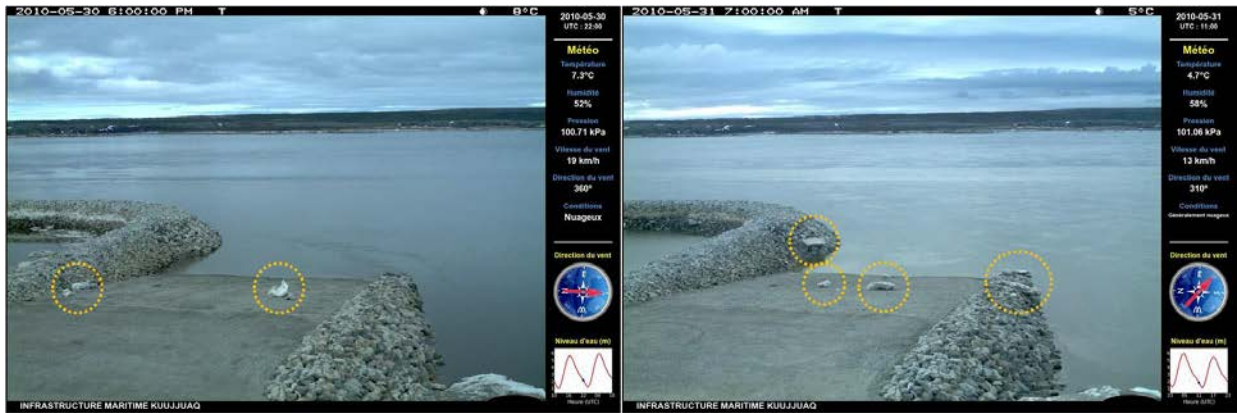 2010-05-30 6:00:00 PM T 8°C
2010-05-30
UTC : 22:00
Météo
Température
7.3°C
Humidité
52%
Pression
100.71 kPa
Vitesse du vent
19 km/h
Direction du vent
360°
Conditions
Nuageux
Direction du vent
Niveau d'eau (m)
Heure (UTC)
INFRASTRUCTURE MARITIME KUUJJUAQ
2010-05-31 7:00:00 AM T 5°C
2010-05-31
UTC : 11:00
Météo
Température
4.7°C
Humidité
58%
Pression
101.06 kPa
Vitesse du vent
13 km/h
Direction du vent
310°
Conditions
Généralement nuageux
Direction du vent
Niveau d'eau (m)
Heure (UTC)
INFRASTRUCTURE MARITIME KUUJJUAQ